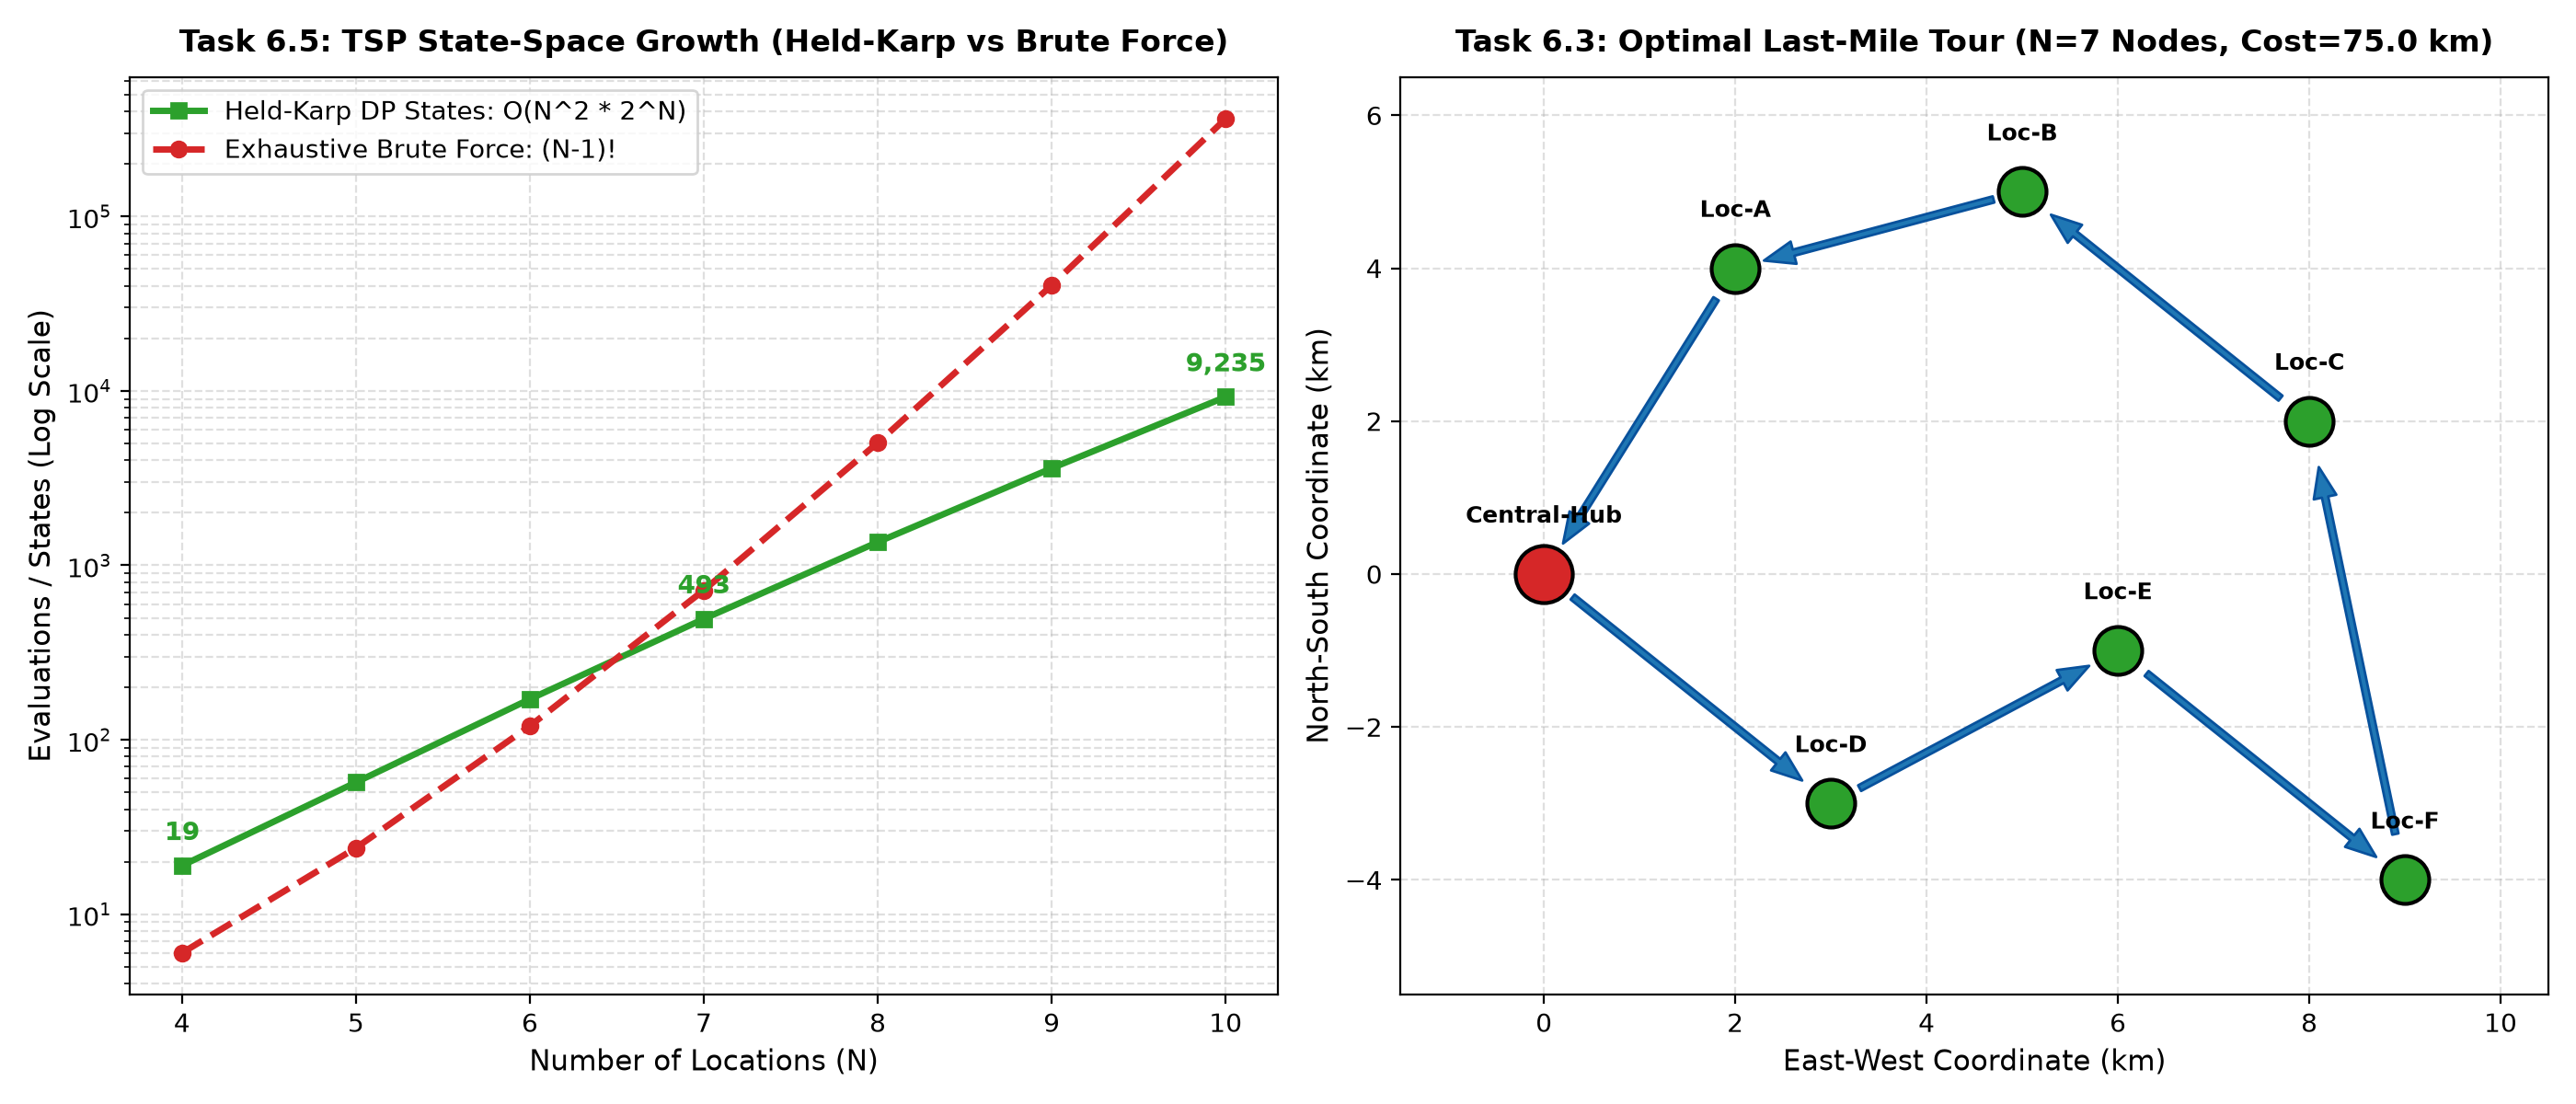 Task 6.5: TSP State-Space Growth (Held-Karp vs Brute Force)
Held-Karp DP States: O(N^2 * 2^N)
Exhaustive Brute Force: (N-1)!
Evaluations / States (Log Scale)
10^5
10^4
10^3
10^2
10^1
19
493
9,235
4 5 6 7 8 9 10
Number of Locations (N)
Task 6.3: Optimal Last-Mile Tour (N=7 Nodes, Cost=75.0 km)
North-South Coordinate (km)
6
4
2
0
−2
−4
Loc-B
Loc-A
Loc-C
Central-Hub
Loc-E
Loc-D
Loc-F
0 2 4 6 8 10
East-West Coordinate (km)